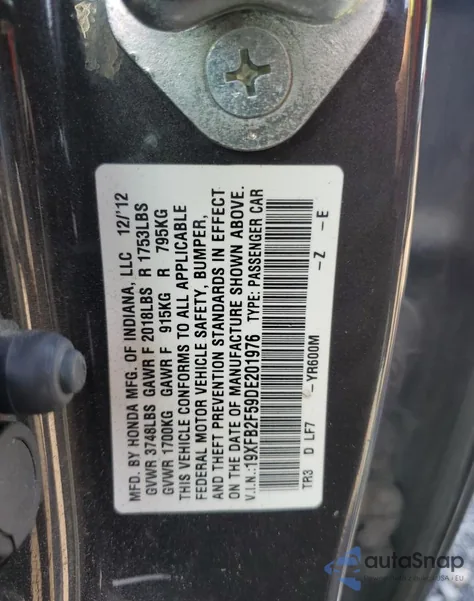 MFD. BY HONDA MFG. OF INDIANA, LLC 12/'12
GVWR 3748LBS GAWR F 2018LBS R 1753LBS
GVWR 1700KG GAWR F 915KG R 795KG
THIS VEHICLE CONFORMS TO ALL APPLICABLE
FEDERAL MOTOR VEHICLE SAFETY, BUMPER,
AND THEFT PREVENTION STANDARDS IN EFFECT
ON THE DATE OF MANUFACTURE SHOWN ABOVE.
V.I.N.:19XFB2F59DE201976 TYPE: PASSENGER CAR
YR600M -Z -E
TR3 D LF7
autoSnap